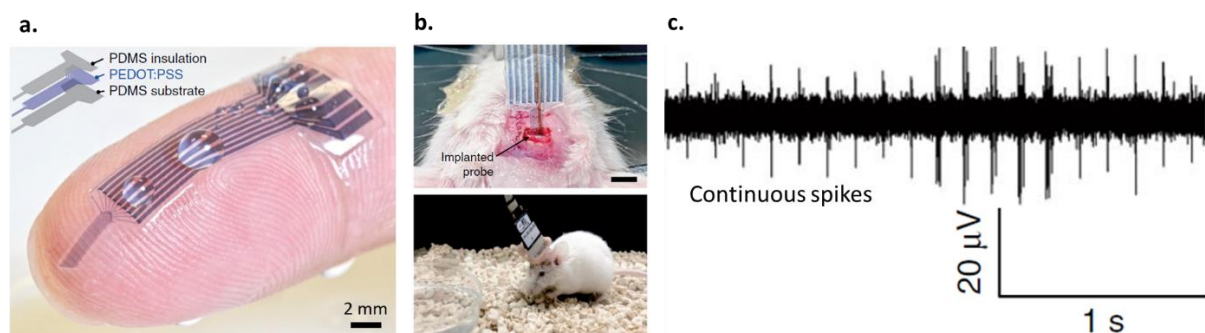 a.
PDMS insulation
PEDOT:PSS
PDMS substrate
2 mm
b.
Implanted
probe
c.
Continuous spikes
20 μV
1 s